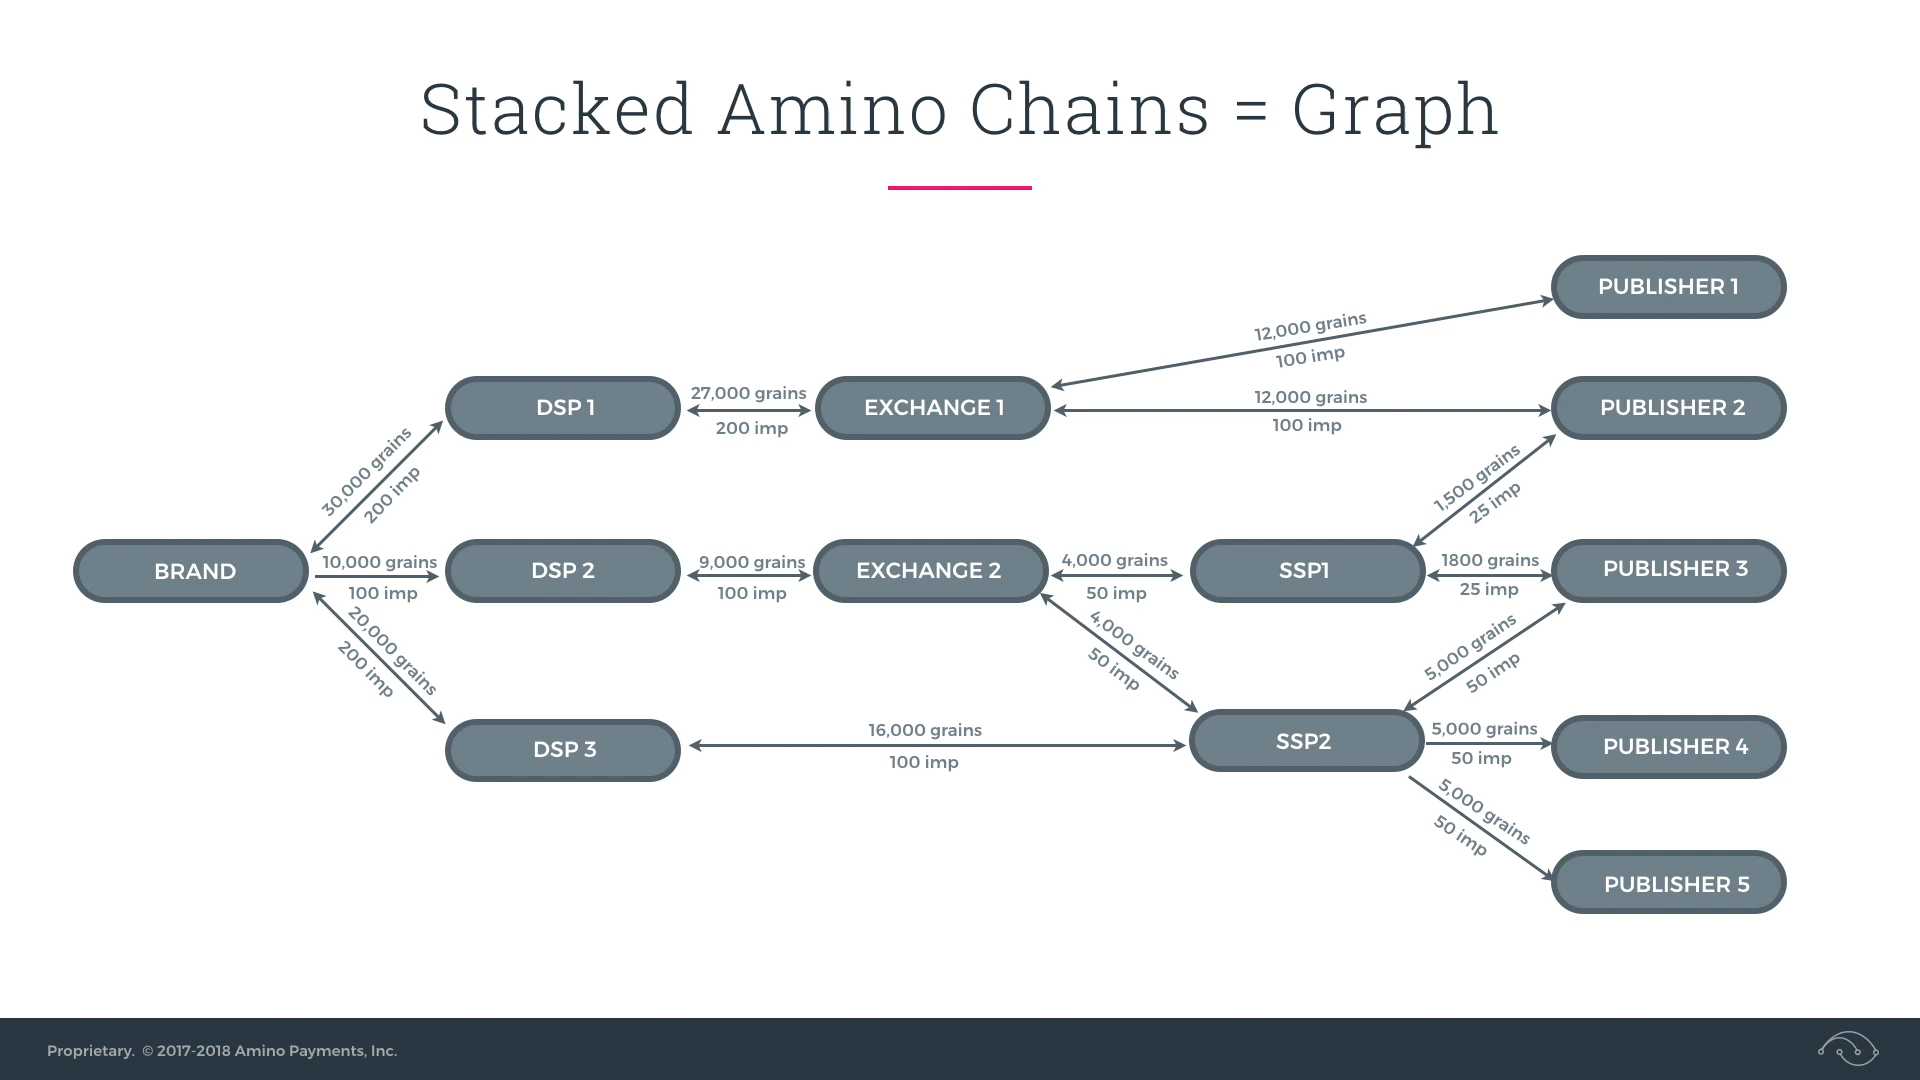 Stacked Amino Chains = Graph
PUBLISHER 1
12,000 grains
100 imp
DSP 1
27,000 grains
200 imp
EXCHANGE 1
12,000 grains
100 imp
PUBLISHER 2
30,000 grains
200 imp
1,500 grains
25 imp
BRAND
10,000 grains
100 imp
DSP 2
9,000 grains
100 imp
EXCHANGE 2
4,000 grains
50 imp
SSP1
1800 grains
25 imp
PUBLISHER 3
20,000 grains
200 imp
4,000 grains
50 imp
5,000 grains
50 imp
DSP 3
16,000 grains
100 imp
SSP2
5,000 grains
50 imp
PUBLISHER 4
5,000 grains
50 imp
PUBLISHER 5
Proprietary. © 2017-2018 Amino Payments, Inc.